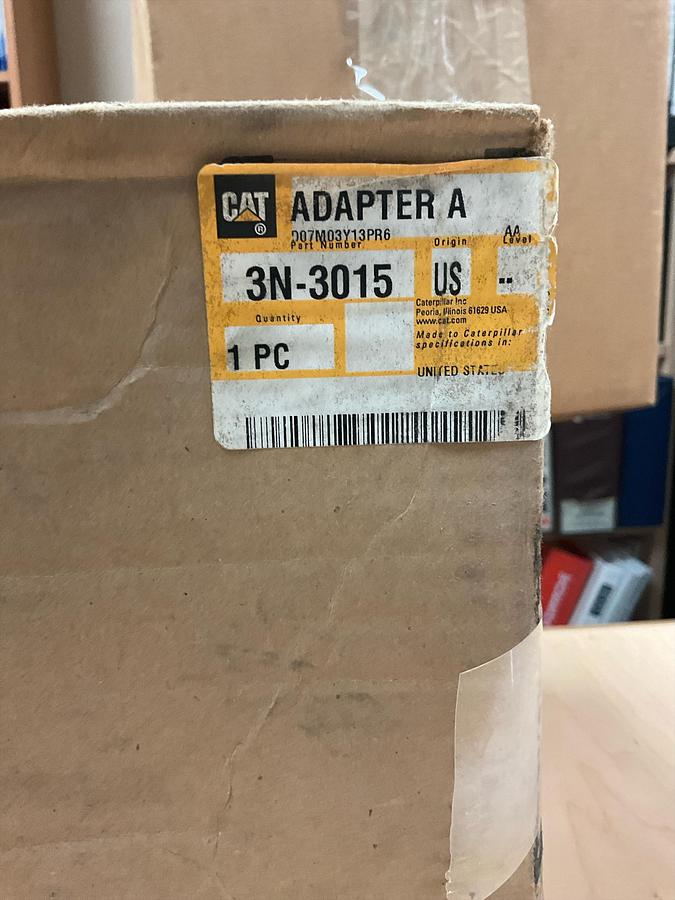 CAT
®
ADAPTER A
D07M03Y13PR6
AA
Part Number
Origin
Level
3N-3015
US
--
Caterpillar Inc
Peoria, Illinois 61629 USA
www.cat.com
Quantity
1 PC
Made to Caterpillar
specifications in:
UNITED STATES